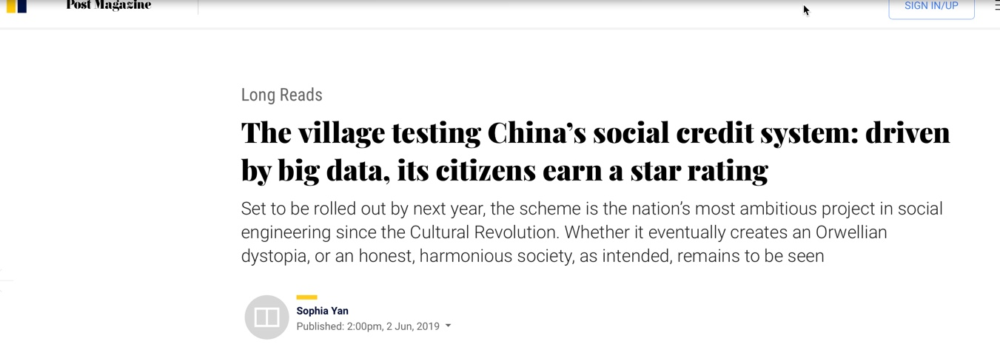 Post Magazine
SIGN IN/UP
Long Reads
The village testing China’s social credit system: driven
by big data, its citizens earn a star rating
Set to be rolled out by next year, the scheme is the nation’s most ambitious project in social
engineering since the Cultural Revolution. Whether it eventually creates an Orwellian
dystopia, or an honest, harmonious society, as intended, remains to be seen
Sophia Yan
Published: 2:00pm, 2 Jun, 2019